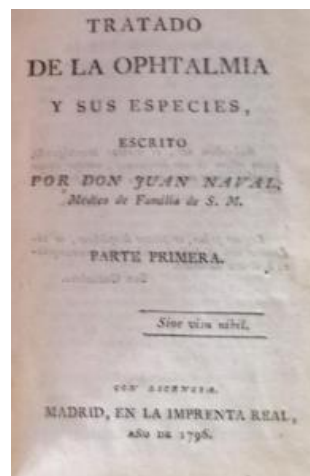 TRATADO
DE LA OPHTALMIA
Y SUS ESPECIES,
ESCRITO
POR DON JUAN NAVAL,
Médico de Familia de S. M.
PARTE PRIMERA.
Sine visu nihil.
CON LICENCIA.
MADRID, EN LA IMPRENTA REAL,
AÑO DE 1796.